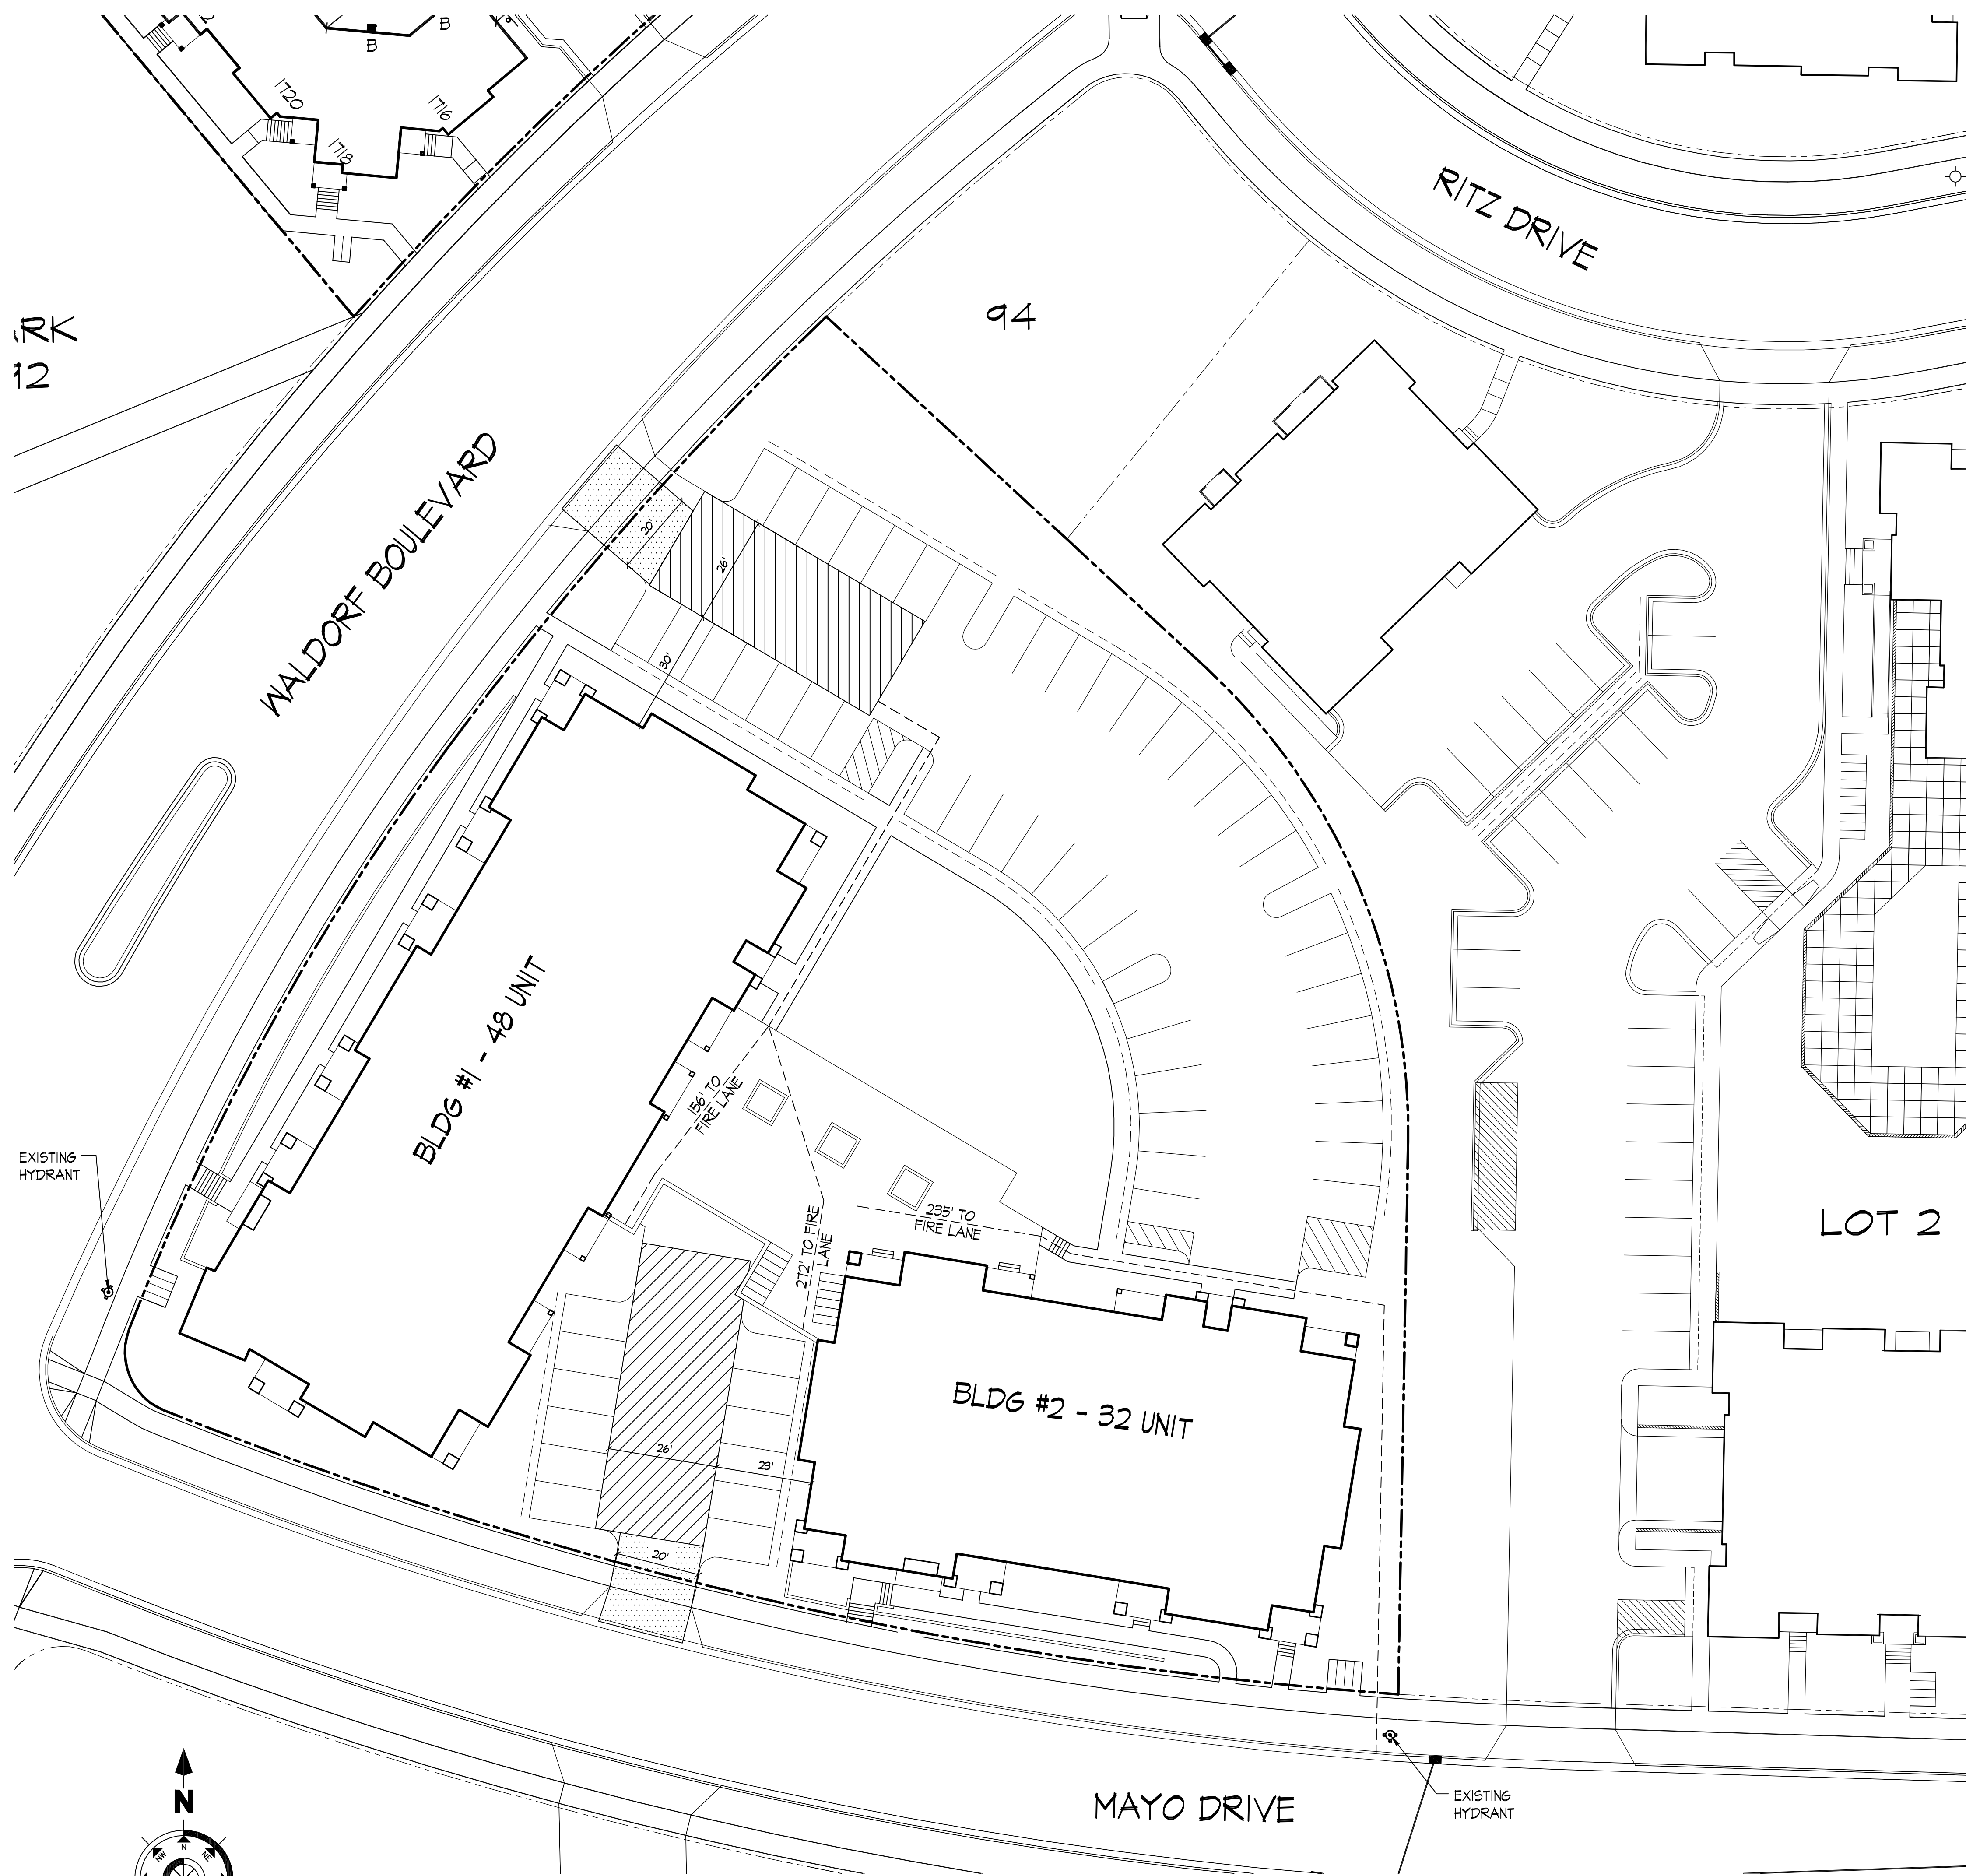 B
B
1720
1718
1716
RITZ DRIVE
94
12
WALDORF BOULEVARD
20'
26'
30'
BLDG #1 - 48 UNIT
156' TO
FIRE LANE
EXISTING
HYDRANT
272' TO FIRE
LANE
235' TO
FIRE LANE
LOT 2
BLDG #2 - 32 UNIT
26'
23'
20'
MAYO DRIVE
EXISTING
HYDRANT
N
N
NW
NE